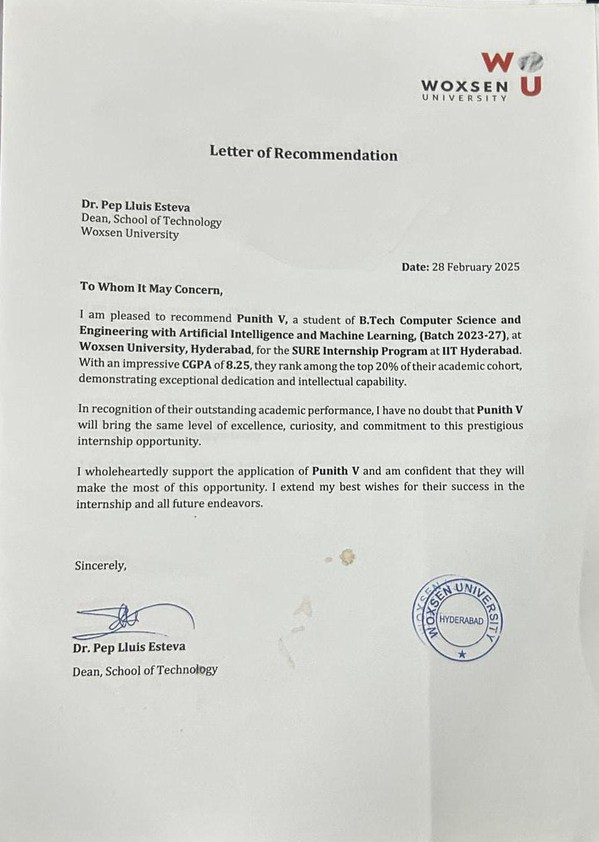 W
WOXSEN U
UNIVERSITY
Letter of Recommendation
Dr. Pep Lluis Esteva
Dean, School of Technology
Woxsen University
Date: 28 February 2025
To Whom It May Concern,
I am pleased to recommend Punith V, a student of B.Tech Computer Science and
Engineering with Artificial Intelligence and Machine Learning, (Batch 2023-27), at
Woxsen University, Hyderabad, for the SURE Internship Program at IIT Hyderabad.
With an impressive CGPA of 8.25, they rank among the top 20% of their academic cohort,
demonstrating exceptional dedication and intellectual capability.
In recognition of their outstanding academic performance, I have no doubt that Punith V
will bring the same level of excellence, curiosity, and commitment to this prestigious
internship opportunity.
I wholeheartedly support the application of Punith V and am confident that they will
make the most of this opportunity. I extend my best wishes for their success in the
internship and all future endeavors.
Sincerely,
Dr. Pep Lluis Esteva
Dean, School of Technology
WOXSEN UNIVERSITY
HYDERABAD